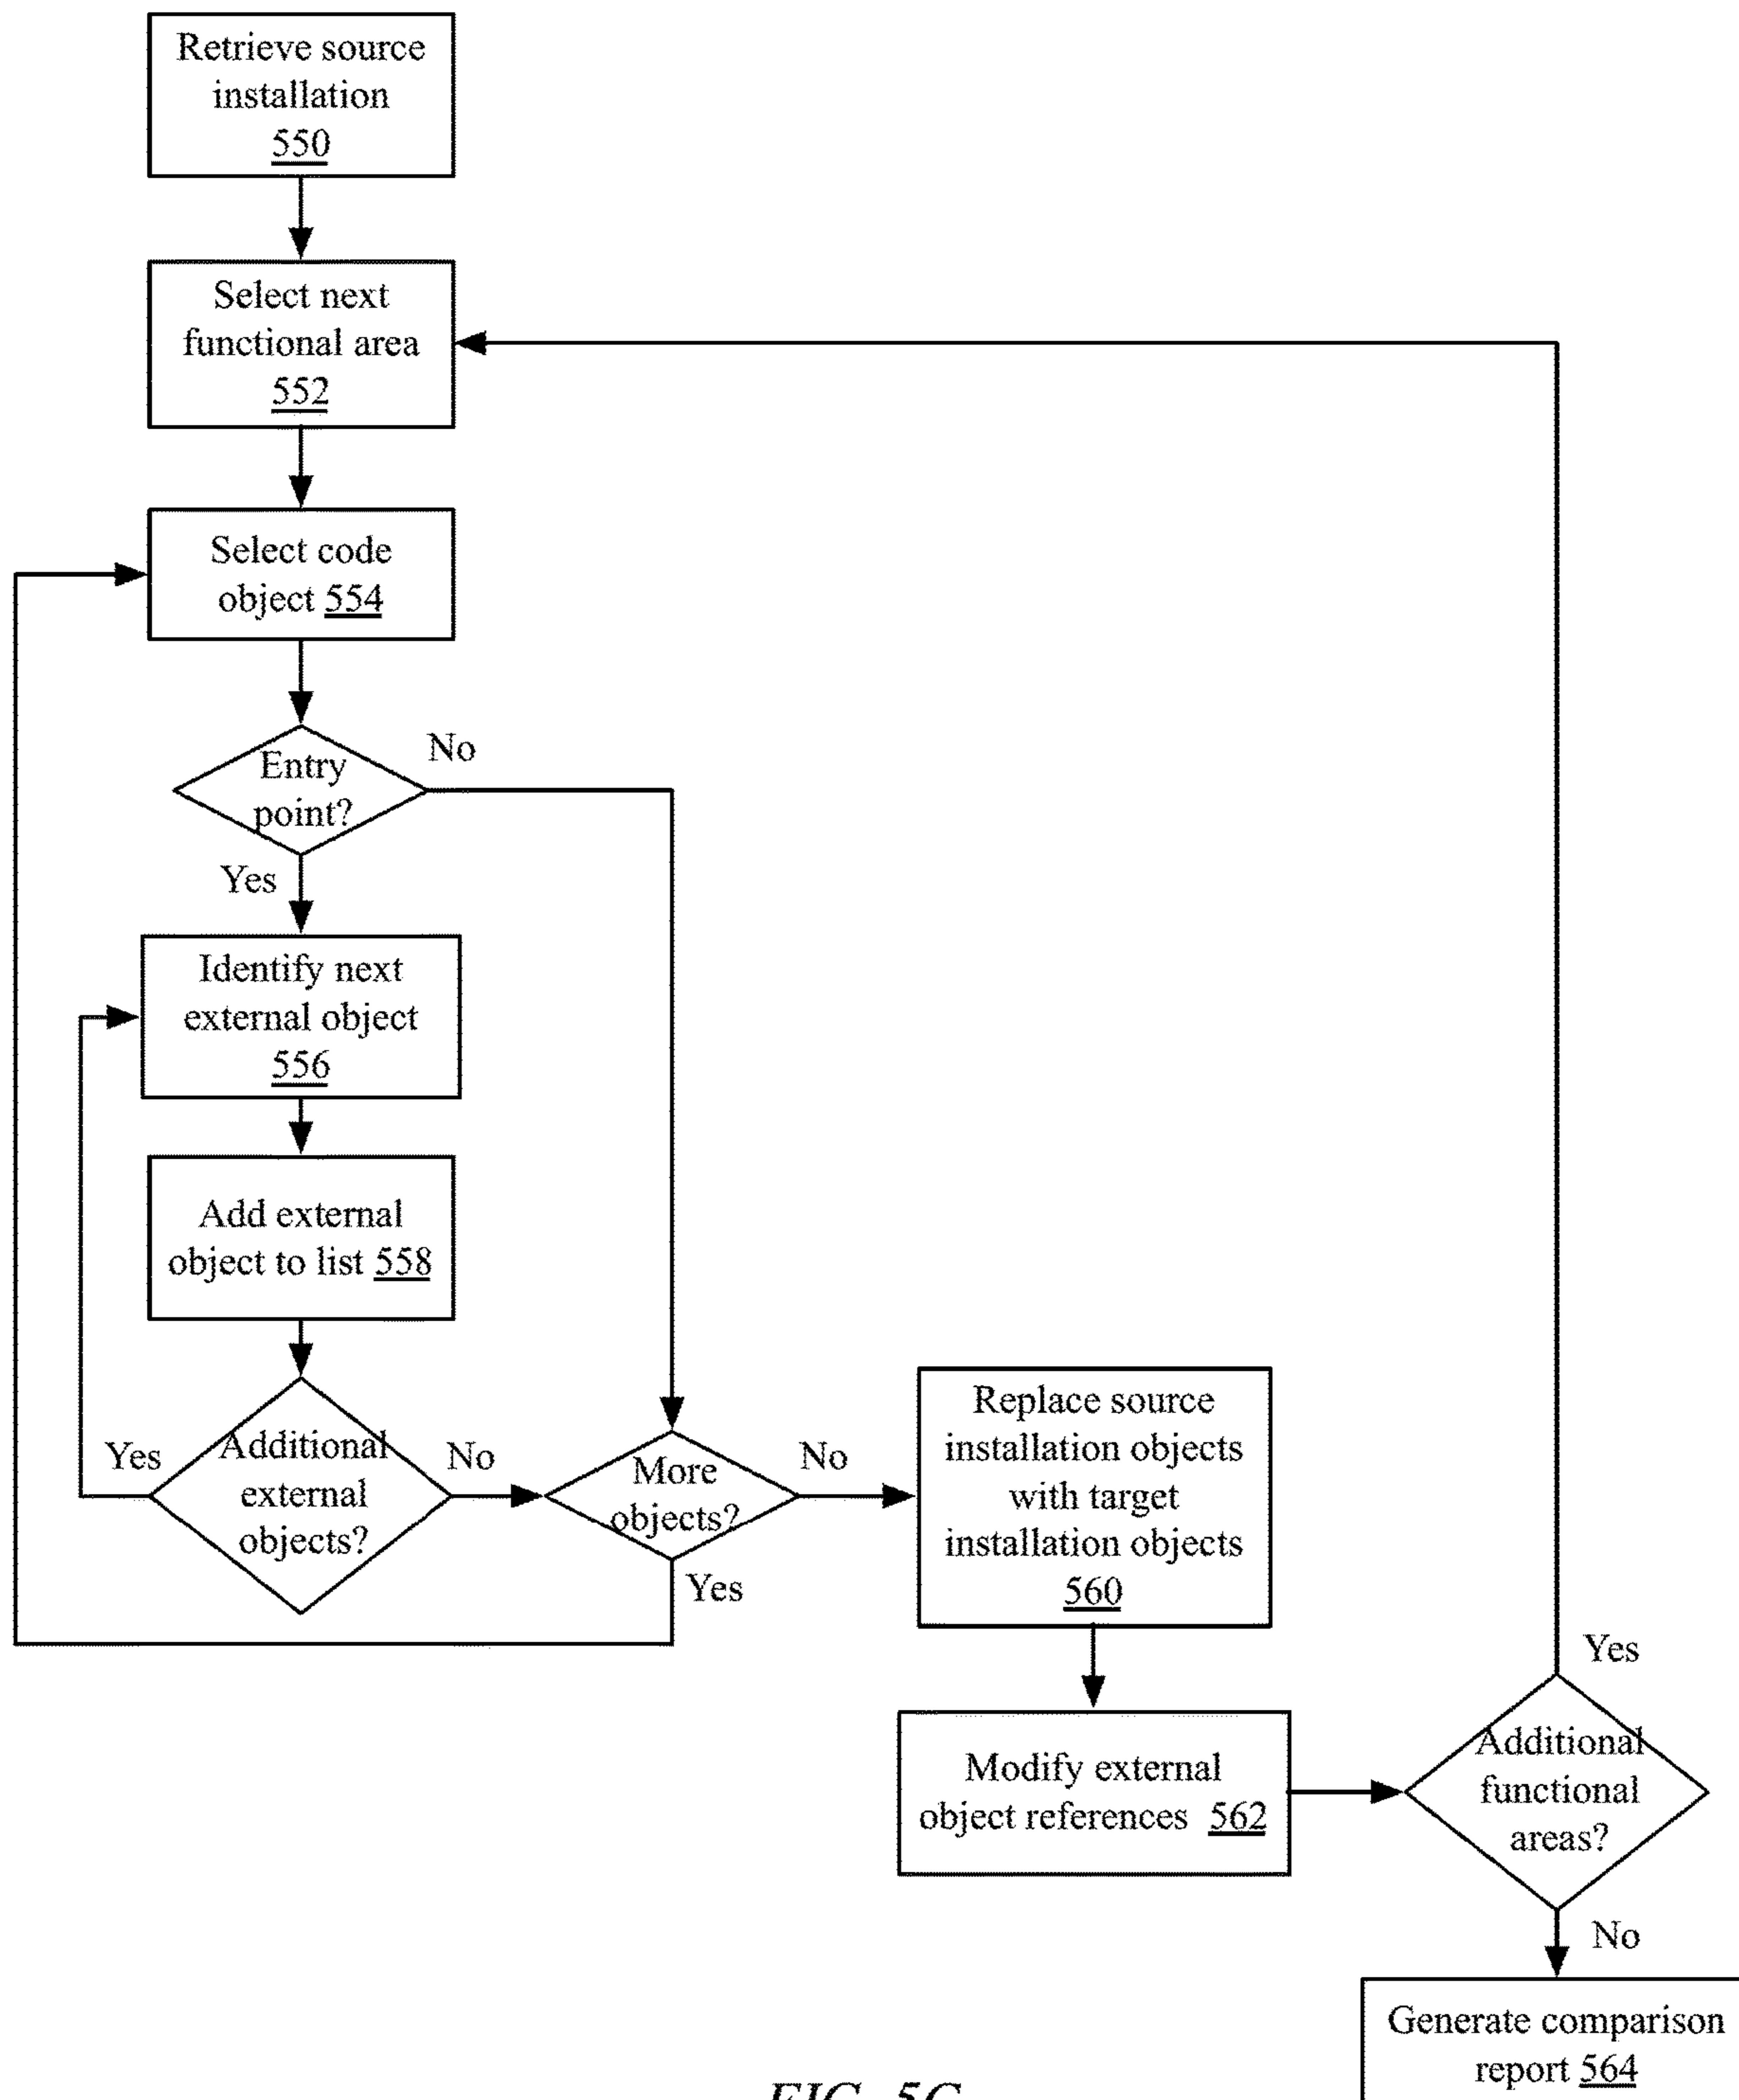 Retrieve source
installation
550
Select next
functional area
552
Select code
object 554
Entry
point?
No
Yes
Identify next
external object
556
Add external
object to list 558
Additional
external
objects?
Yes
No
More
objects?
No
Yes
Replace source
installation objects
with target
installation objects
560
Modify external
object references 562
Additional
functional
areas?
Yes
No
Generate comparison
report 564
FIG. 5C